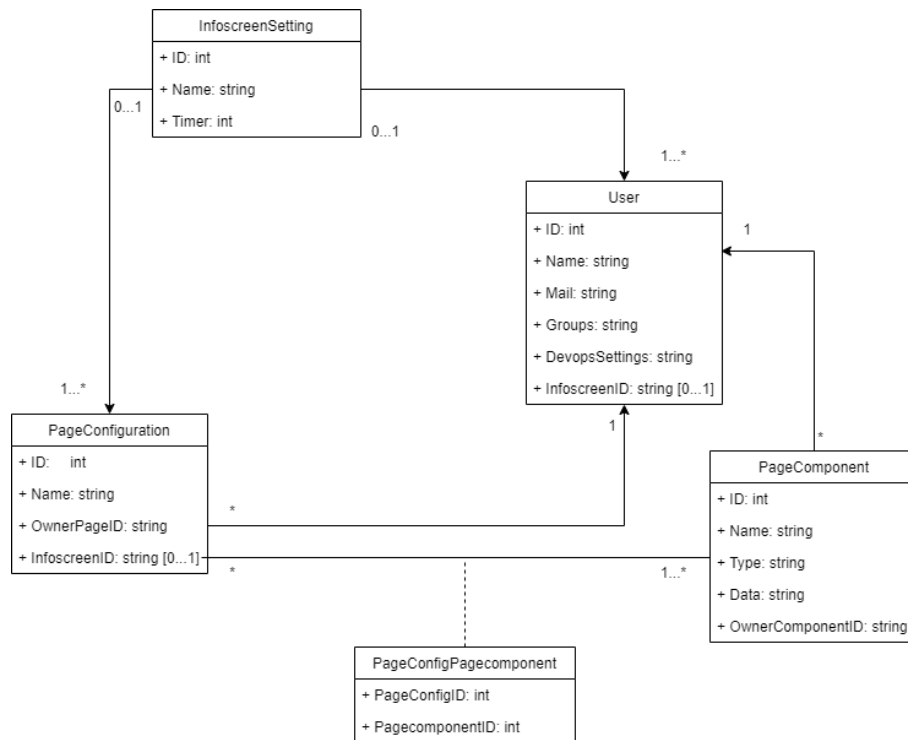 InfoscreenSetting
+ ID: int
+ Name: string
+ Timer: int
0...1
0...1
1...*
User
+ ID: int
+ Name: string
+ Mail: string
+ Groups: string
+ DevopsSettings: string
+ InfoscreenID: string [0...1]
1
1...*
1
*
PageConfiguration
+ ID: int
+ Name: string
+ OwnerPageID: string
+ InfoscreenID: string [0...1]
*
*
1...*
PageComponent
+ ID: int
+ Name: string
+ Type: string
+ Data: string
+ OwnerComponentID: string
PageConfigPagecomponent
+ PageConfigID: int
+ PagecomponentID: int